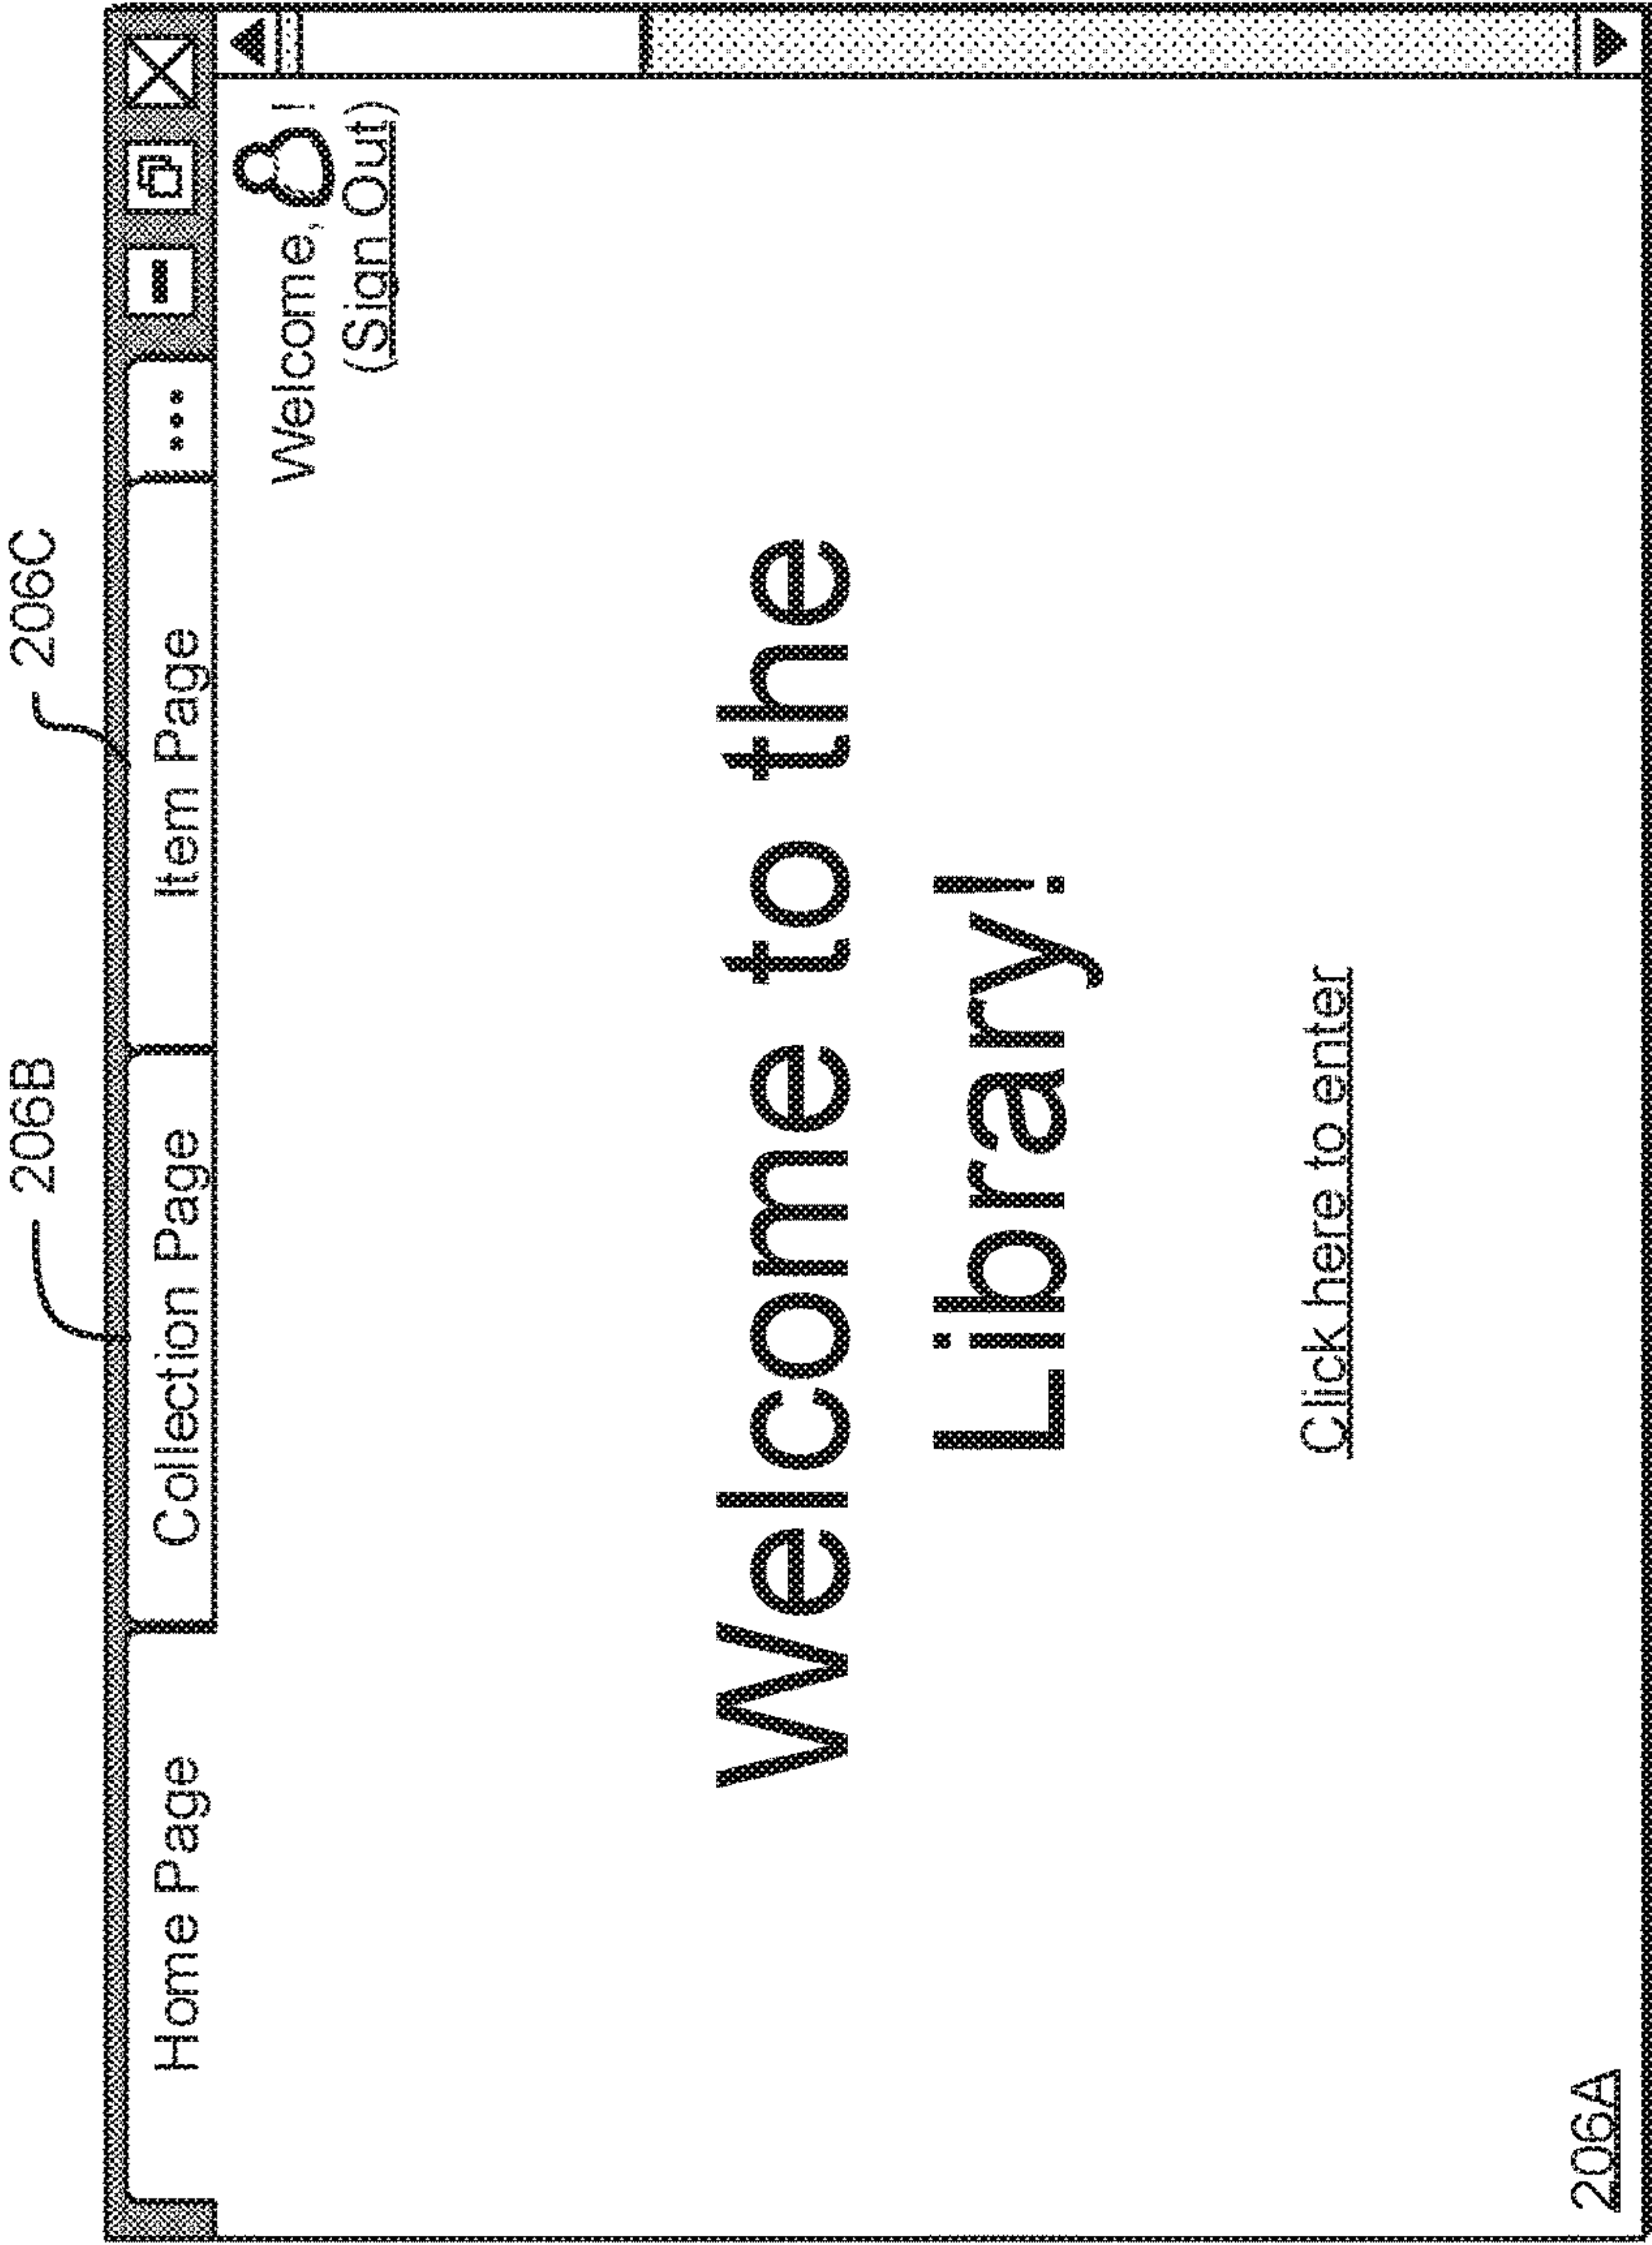 206B 206C
Home Page Collection Page Item Page ...
Welcome, !
(Sign Out)
Welcome to the
Library!
Click here to enter
206A